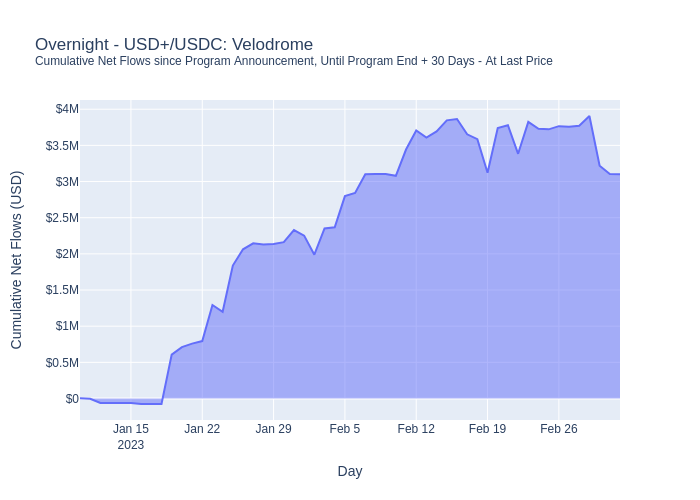 Overnight - USD+/USDC: Velodrome
Cumulative Net Flows since Program Announcement, Until Program End + 30 Days - At Last Price
Cumulative Net Flows (USD)
$4M
$3.5M
$3M
$2.5M
$2M
$1.5M
$1M
$0.5M
$0
Jan 15 Jan 22 Jan 29 Feb 5 Feb 12 Feb 19 Feb 26
2023
Day